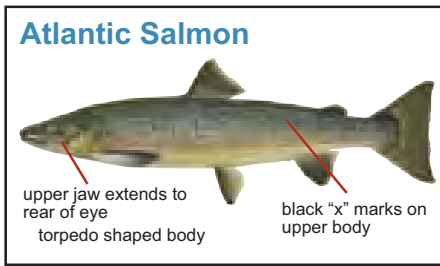 Atlantic Salmon
upper jaw extends to
rear of eye
torpedo shaped body
black “x” marks on
upper body